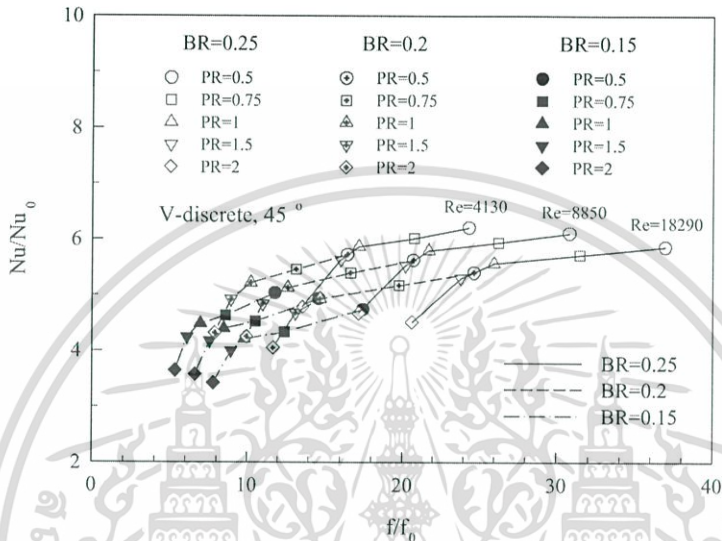 10
8
6
4
2
Nu/Nu0
BR=0.25 BR=0.2 BR=0.15
PR=0.5 PR=0.5 PR=0.5
PR=0.75 PR=0.75 PR=0.75
PR=1 PR=1 PR=1
PR=1.5 PR=1.5 PR=1.5
PR=2 PR=2 PR=2
V-discrete, 45 °
Re=4130
Re=8850
Re=18290
BR=0.25
BR=0.2
BR=0.15
0 10 20 30 40
f/f0